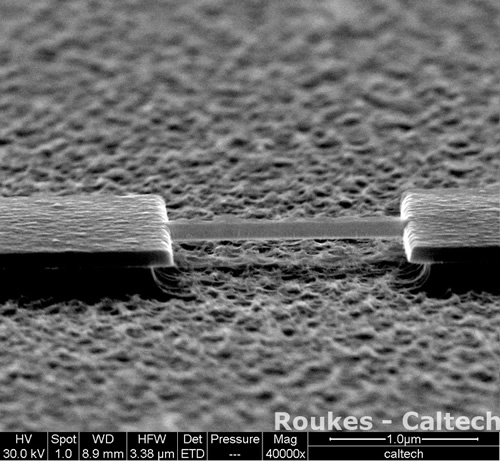 Roukes - Caltech
HV Spot WD HFW Det Pressure Mag 1.0µm
30.0 kV 1.0 8.9 mm 3.38 µm ETD --- 40000x caltech